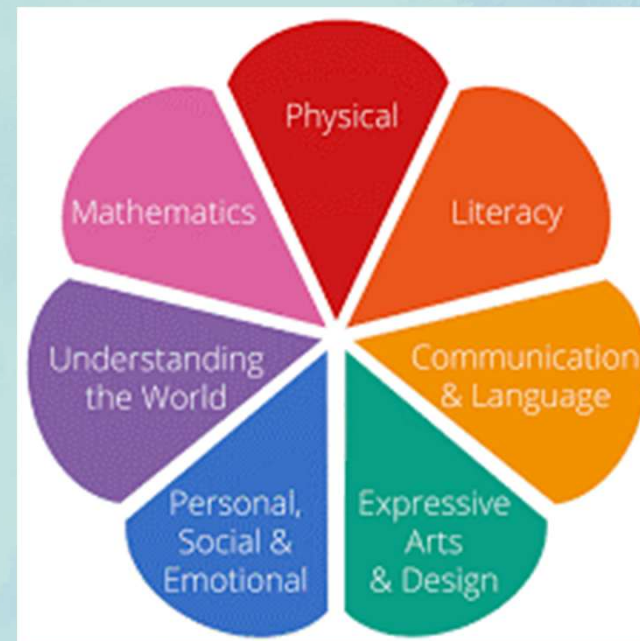 Physical
Literacy
Communication
& Language
Expressive
Arts
& Design
Personal,
Social &
Emotional
Understanding
the World
Mathematics